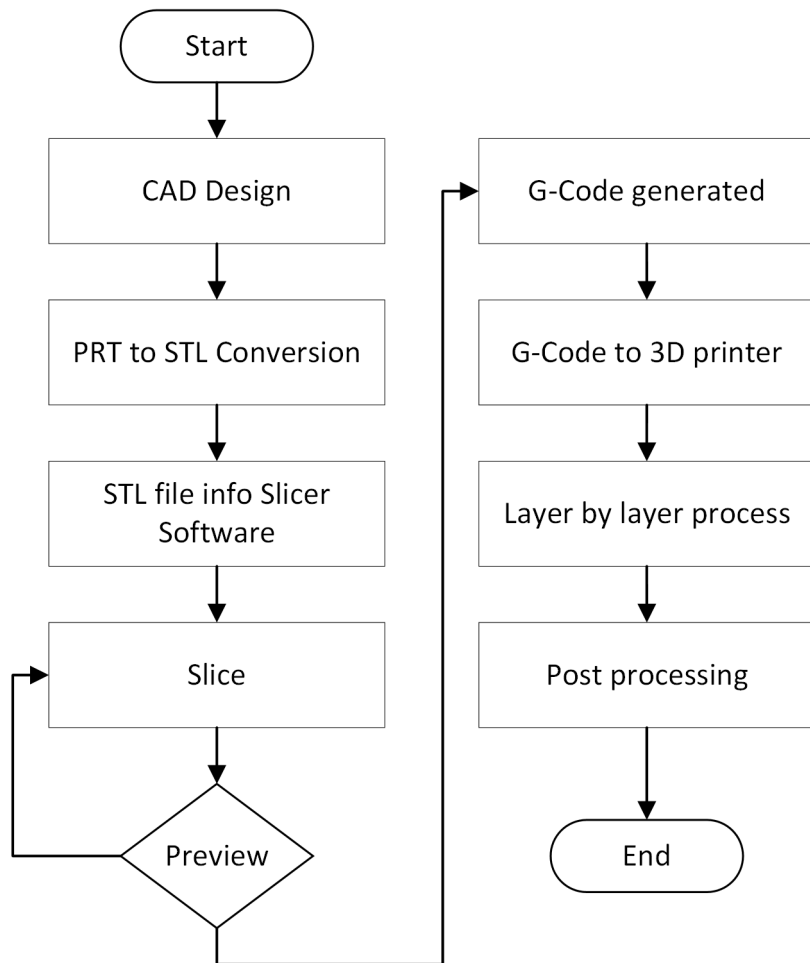 Start
CAD Design
PRT to STL Conversion
STL file info Slicer
Software
Slice
Preview
G-Code generated
G-Code to 3D printer
Layer by layer process
Post processing
End